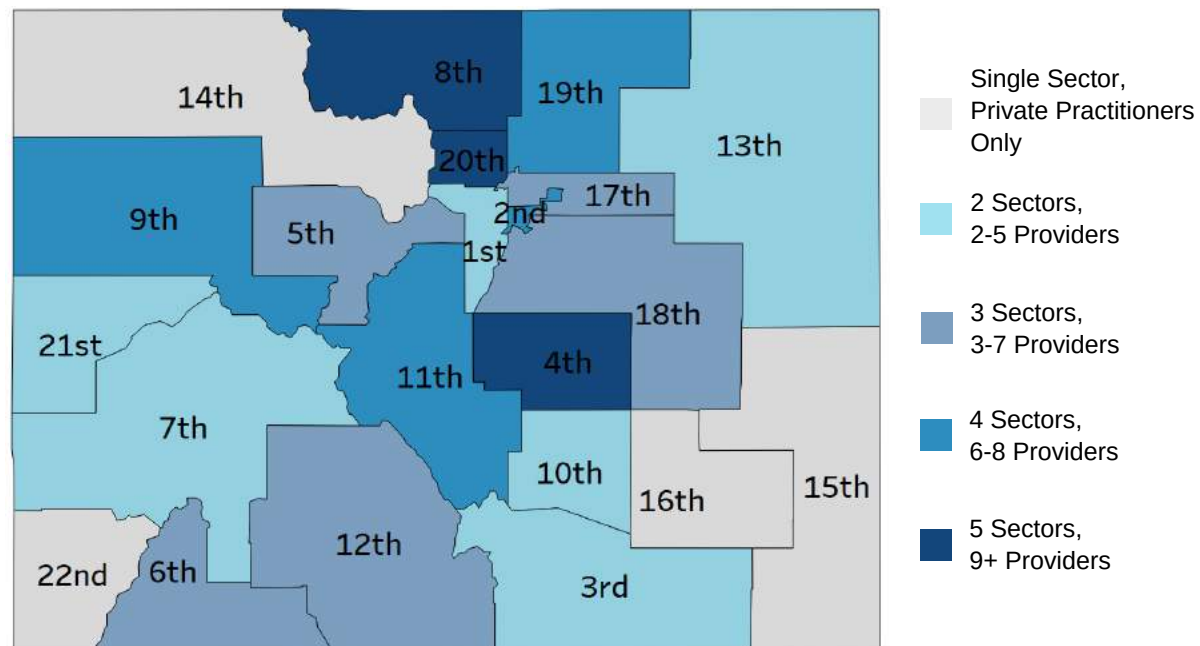 8th
14th
19th
13th
20th
17th
2nd
9th
5th
1st
18th
21st
4th
11th
7th
10th
16th
15th
12th
22nd
6th
3rd
Single Sector,
Private Practitioners
Only
2 Sectors,
2-5 Providers
3 Sectors,
3-7 Providers
4 Sectors,
6-8 Providers
5 Sectors,
9+ Providers